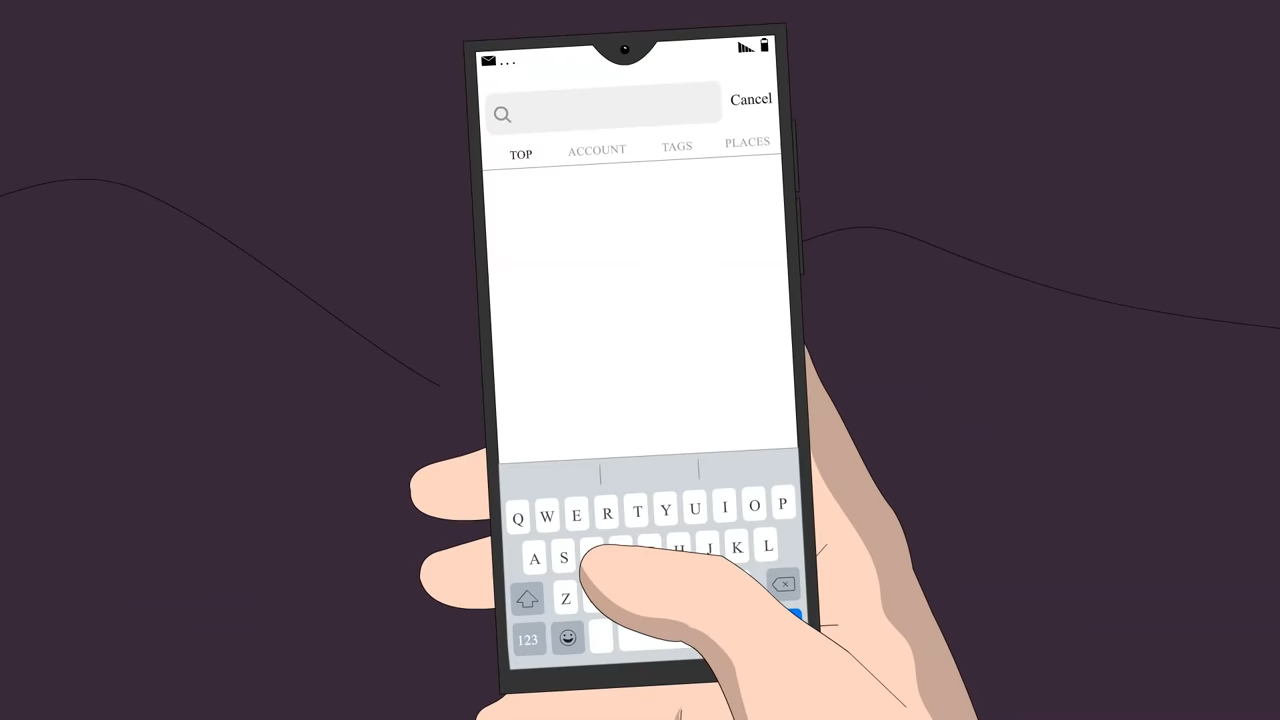 ...
Cancel
TOP ACCOUNT TAGS PLACES
Q W E R T Y U I O P
A S H J K L
Z
123